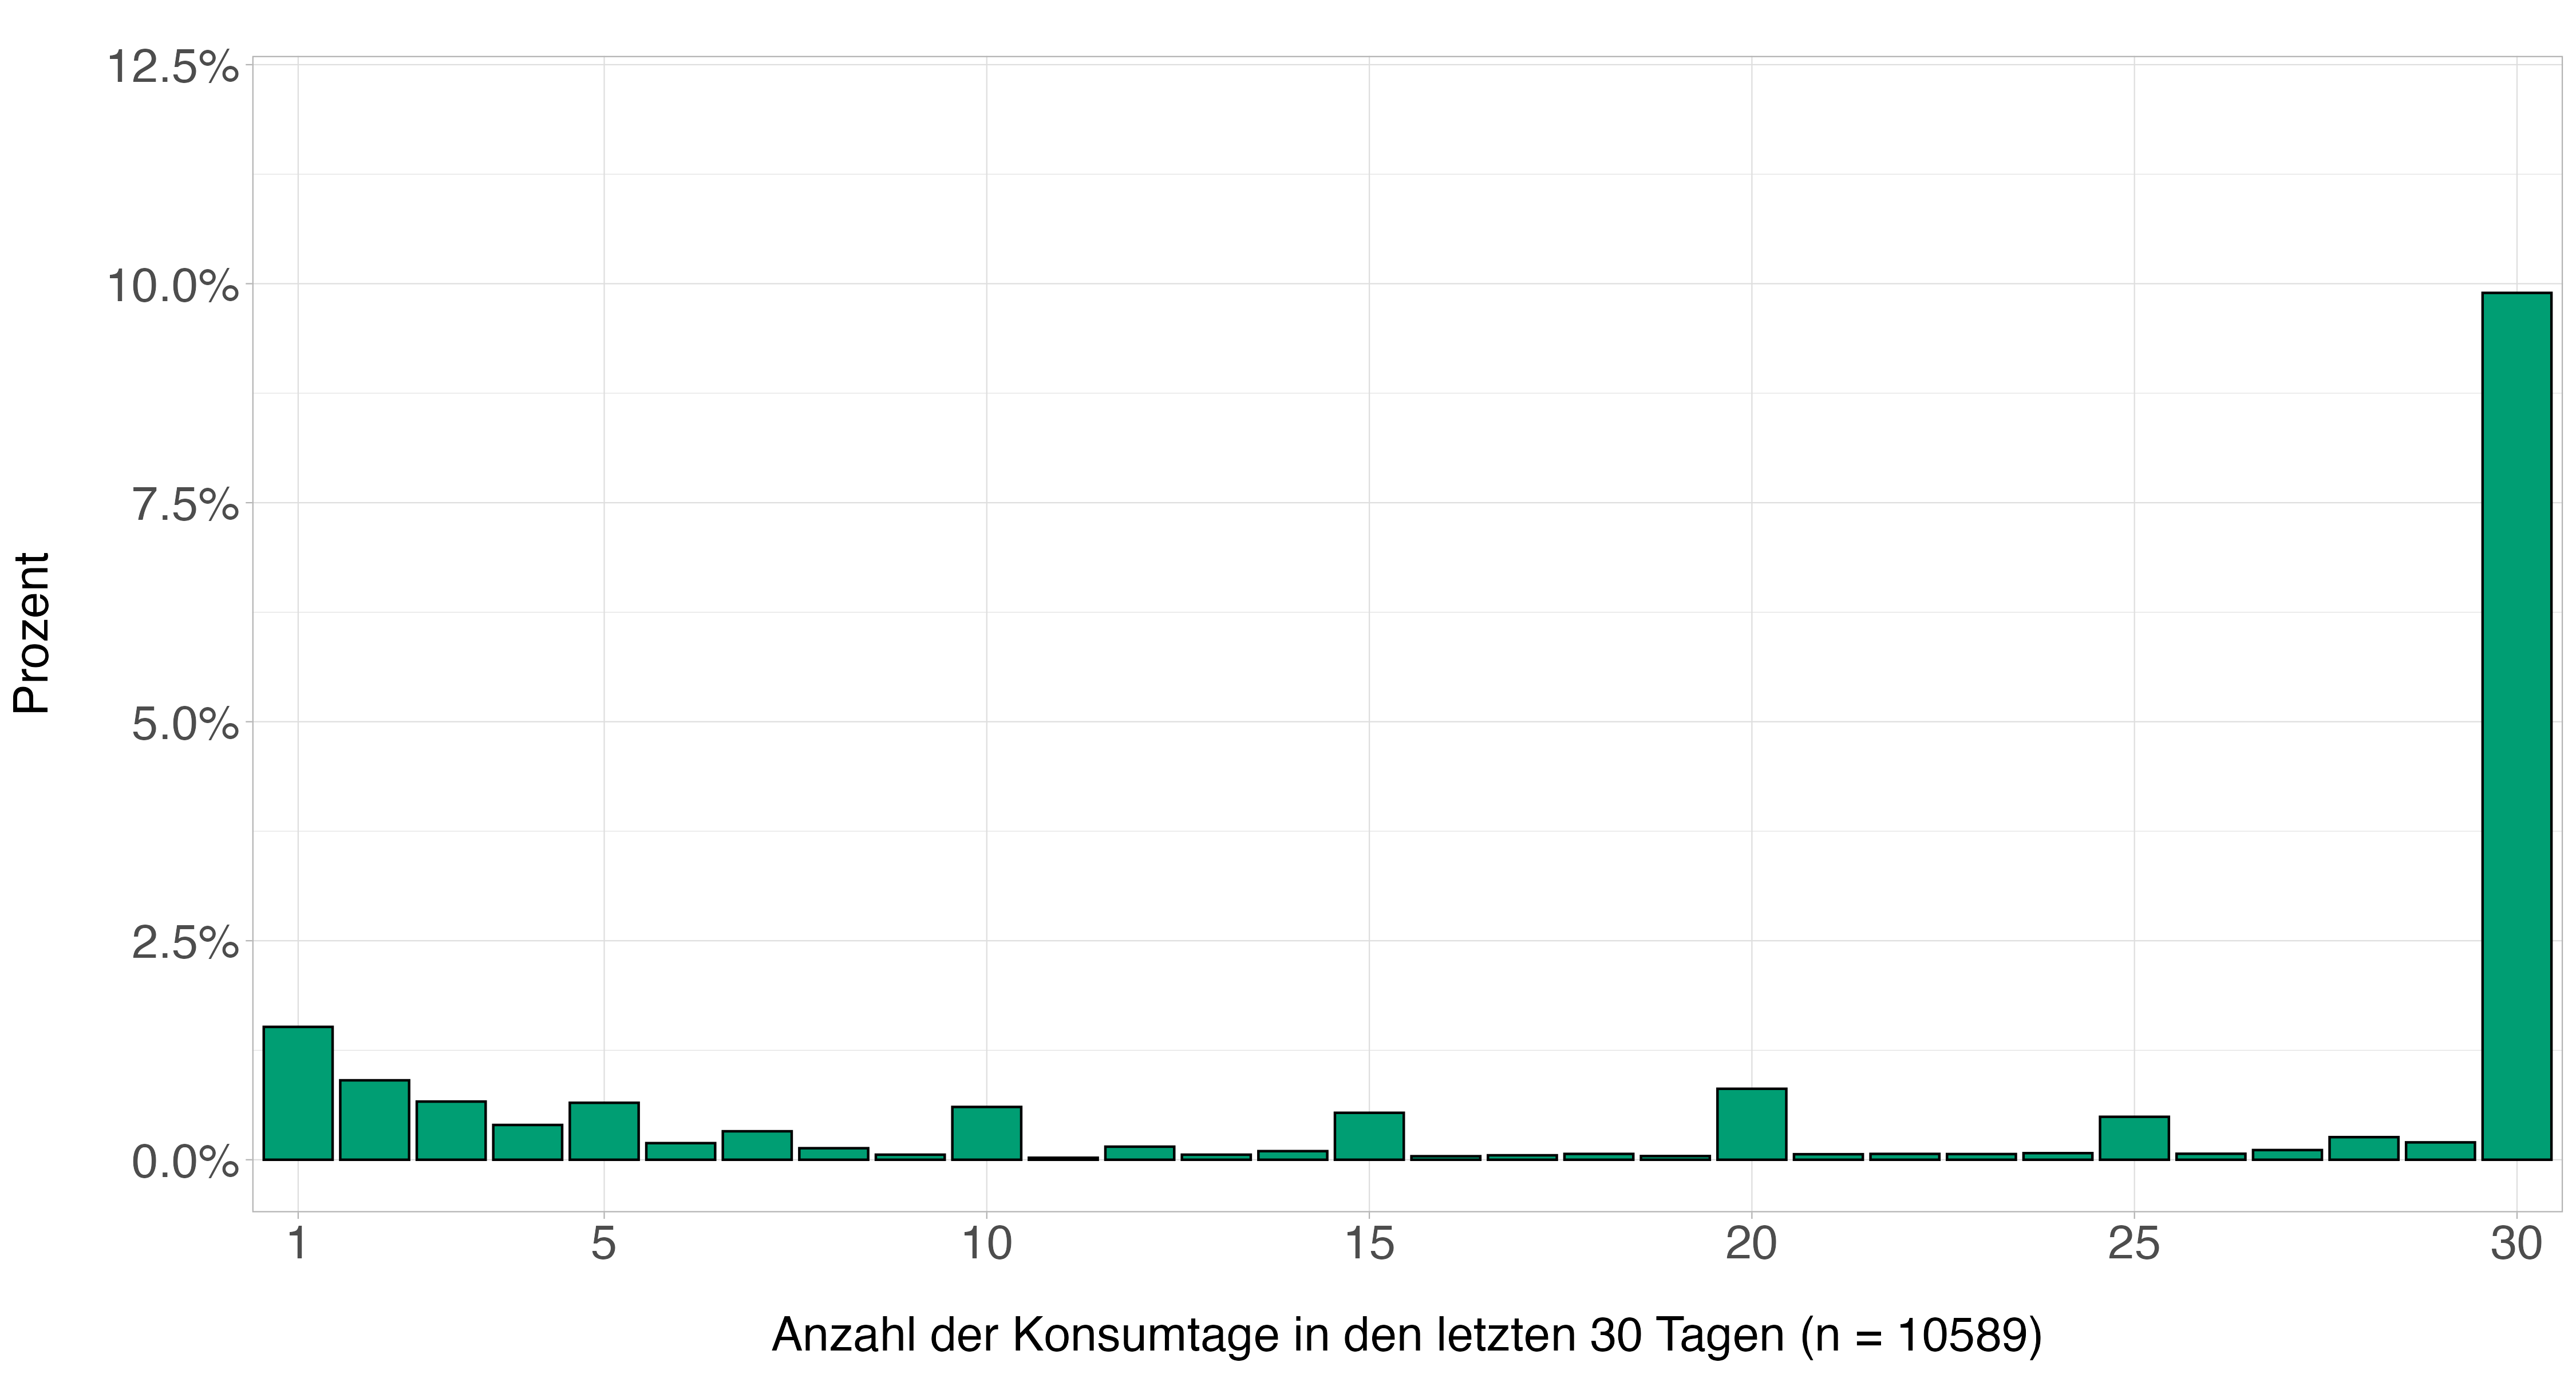 12.5%
10.0%
7.5%
5.0%
2.5%
0.0%
Prozent
1 5 10 15 20 25 30
Anzahl der Konsumtage in den letzten 30 Tagen (n = 10589)